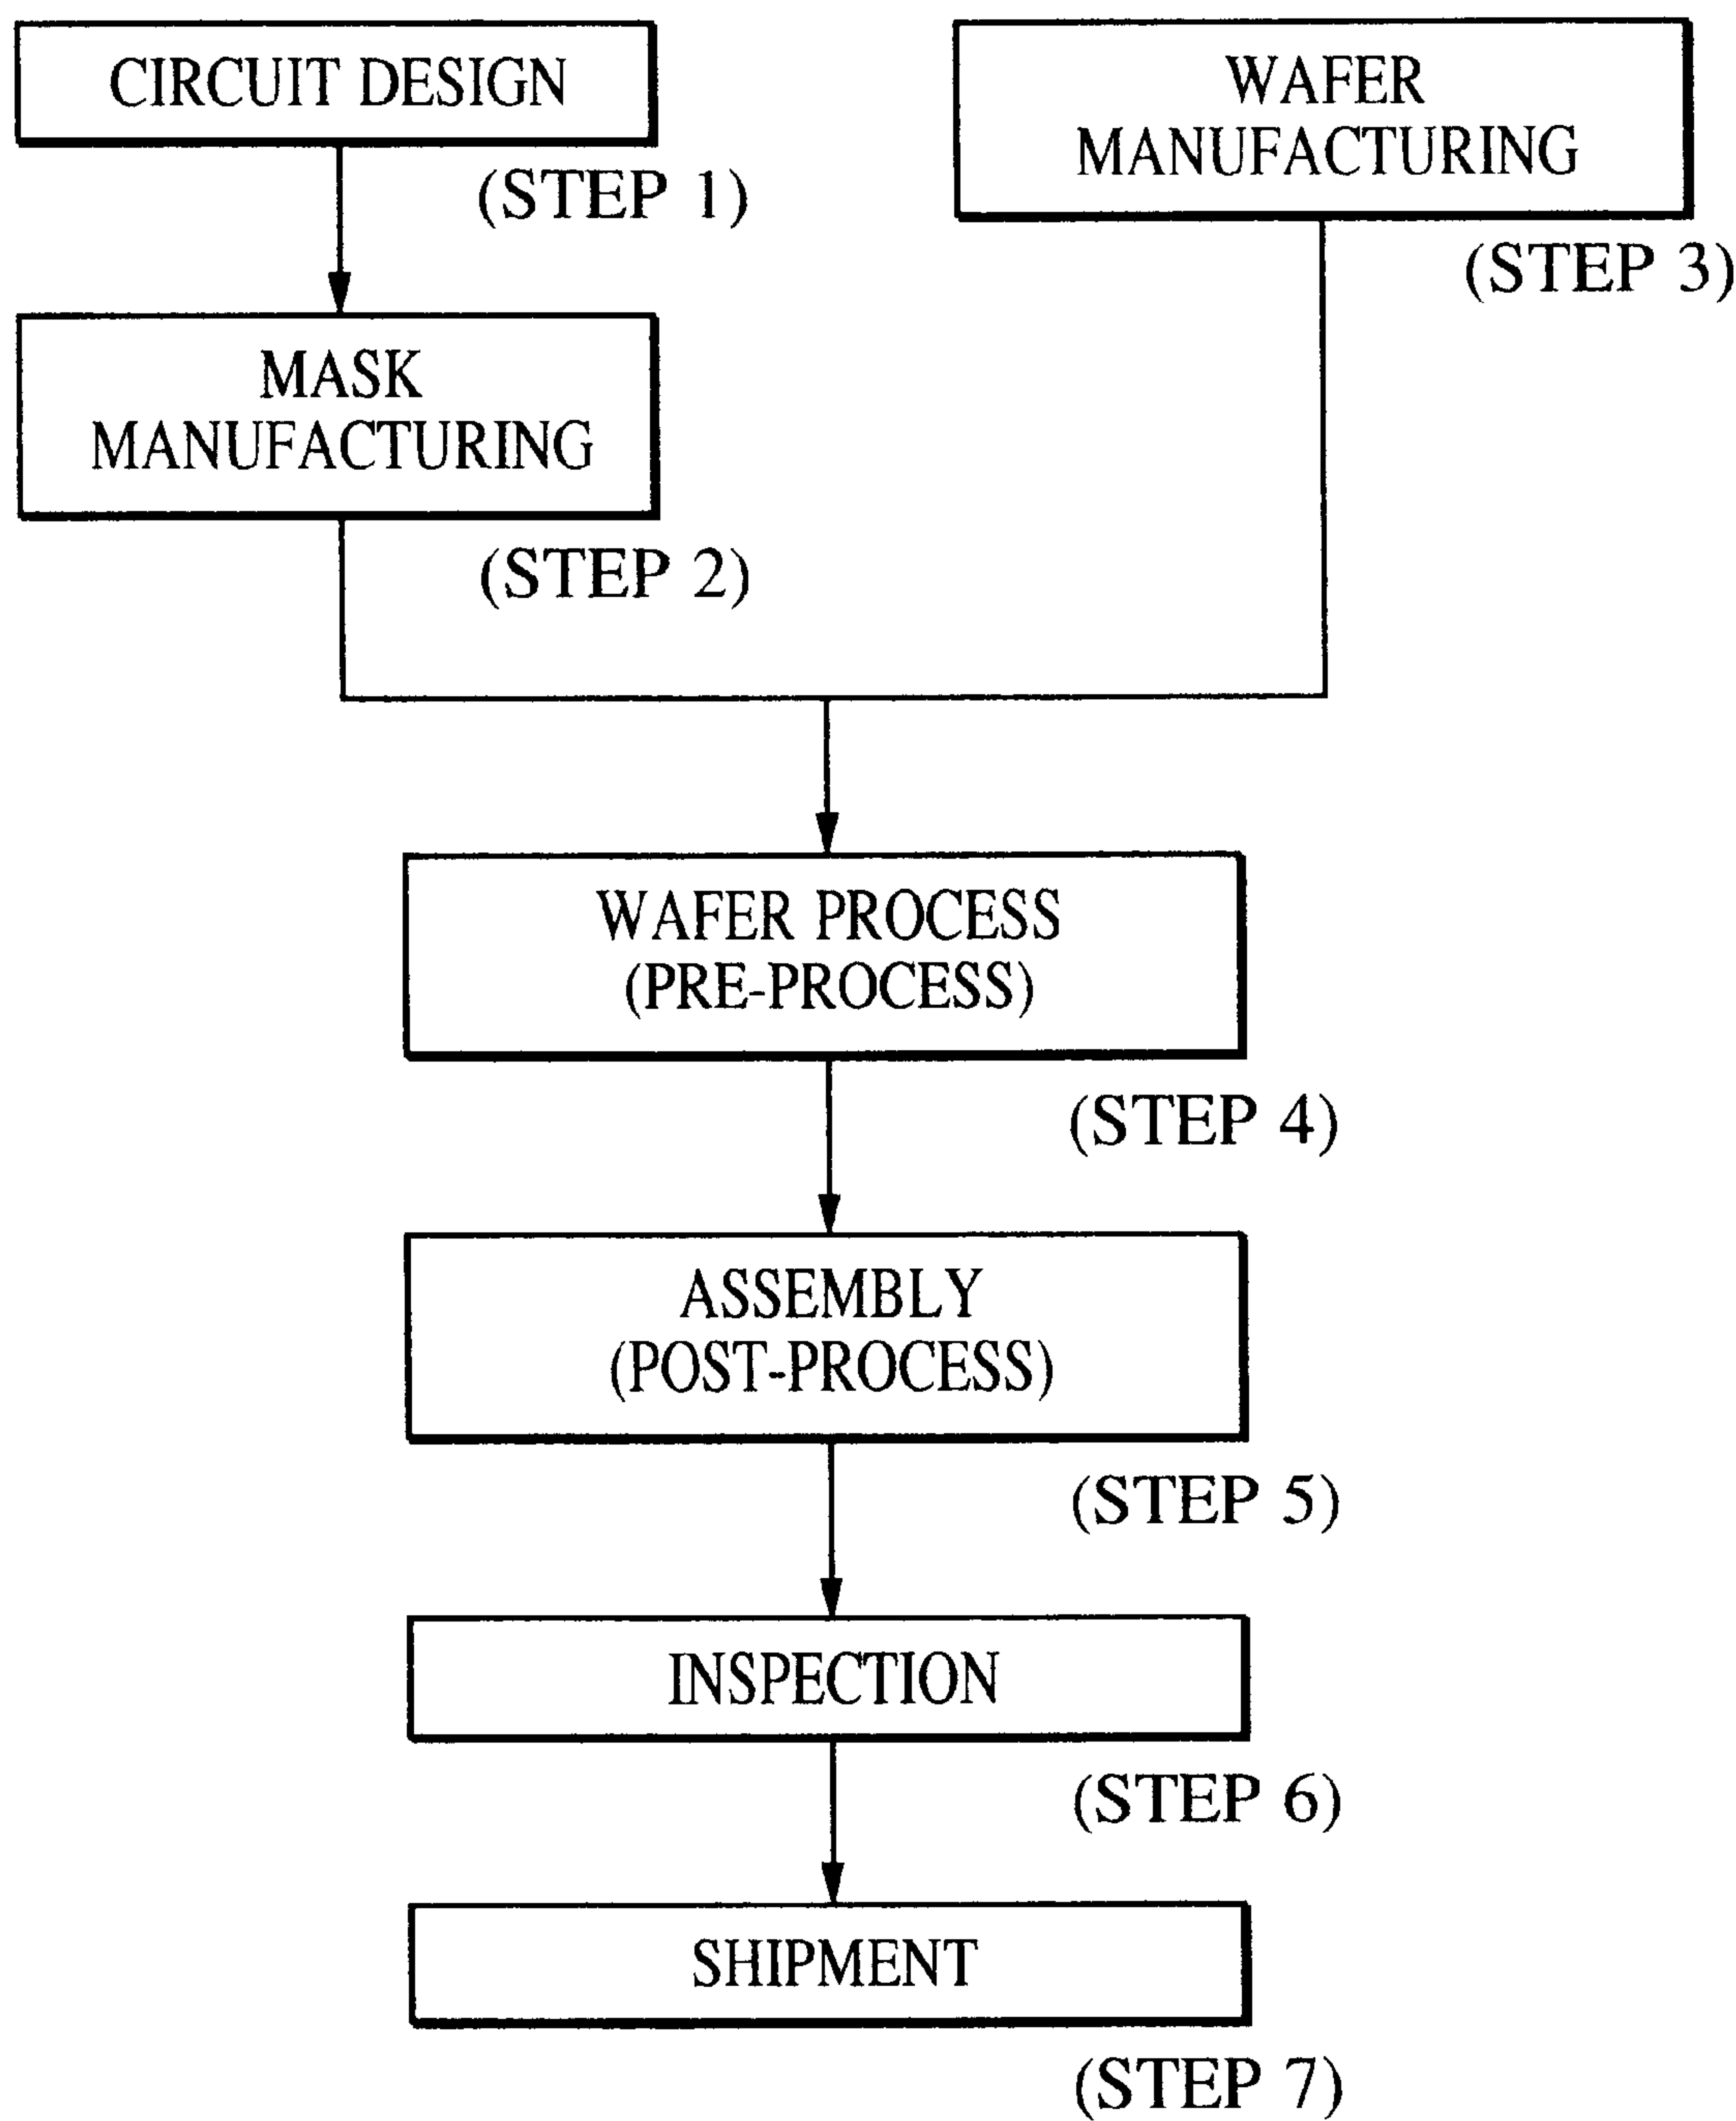 CIRCUIT DESIGN
(STEP 1)
MASK
MANUFACTURING
(STEP 2)
WAFER
MANUFACTURING
(STEP 3)
WAFER PROCESS
(PRE-PROCESS)
(STEP 4)
ASSEMBLY
(POST-PROCESS)
(STEP 5)
INSPECTION
(STEP 6)
SHIPMENT
(STEP 7)